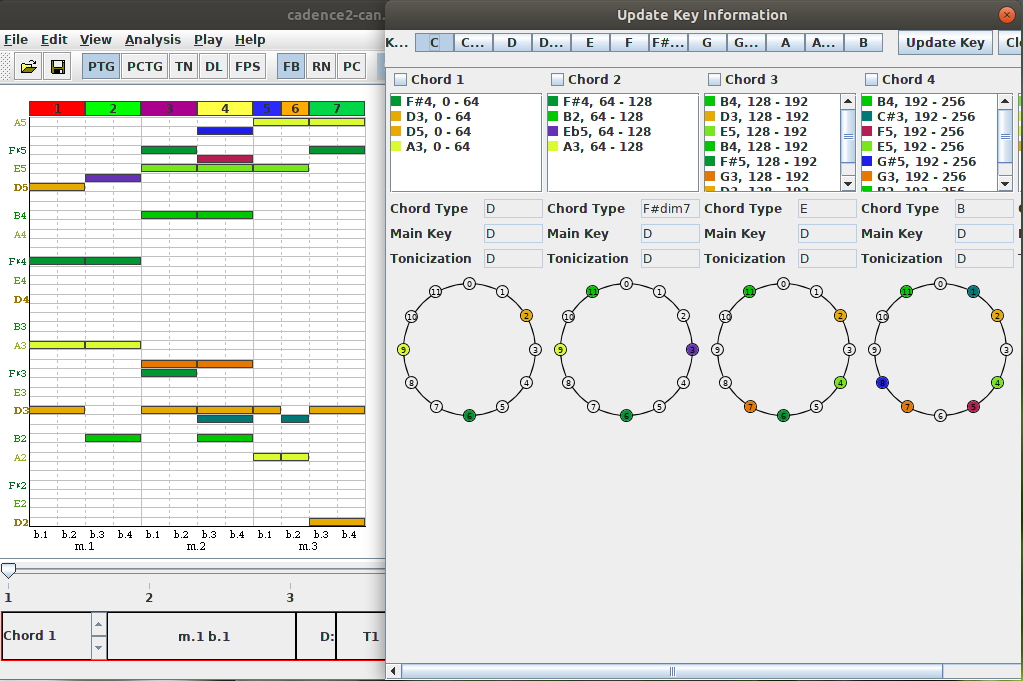 cadence2-can.
File Edit View Analysis Play Help
PTG PCTG TN DL FPS FB RN PC
1 2 3 4 5 6 7
A5
F#5
E5
D5
B4
A4
F#4
E4
D4
B3
A3
F#3
E3
D3
B2
A2
F#2
E2
D2
b.1 b.2 b.3 b.4 b.1 b.2 b.3 b.4 b.1 b.2 b.3 b.4
m.1 m.2 m.3
1 2 3
Chord 1 m.1 b.1 D: T1
Update Key Information
K... C C... D D... E F F#... G G... A A... B Update Key Cl
Chord 1 Chord 2 Chord 3 Chord 4
F#4, 0 - 64
D3, 0 - 64
D5, 0 - 64
A3, 0 - 64
F#4, 64 - 128
B2, 64 - 128
Eb5, 64 - 128
A3, 64 - 128
B4, 128 - 192
D3, 128 - 192
E5, 128 - 192
B4, 128 - 192
F#5, 128 - 192
G3, 128 - 192
D3, 128 - 192
B4, 192 - 256
C#3, 192 - 256
F5, 192 - 256
E5, 192 - 256
G#5, 192 - 256
G3, 192 - 256
B2, 192 - 256
Chord Type D Chord Type F#dim7 Chord Type E Chord Type B
Main Key D Main Key D Main Key D Main Key D
Tonicization D Tonicization D Tonicization D Tonicization D
0 1 2 3 4 5 6 7 8 9 10 11
0 1 2 3 4 5 6 7 8 9 10 11
0 1 2 3 4 5 6 7 8 9 10 11
0 1 2 3 4 5 6 7 8 9 10 11